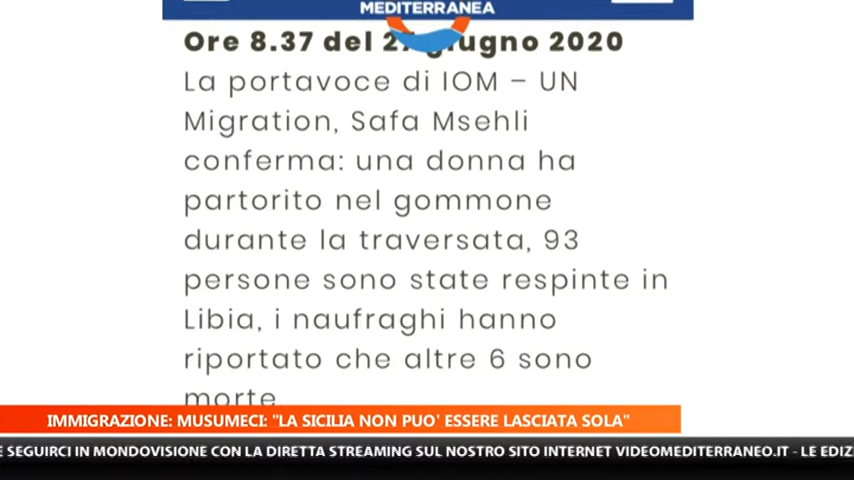 MEDITERRANEA
Ore 8.37 del 27 giugno 2020
La portavoce di IOM – UN
Migration, Safa Msehli
conferma: una donna ha
partorito nel gommone
durante la traversata, 93
persone sono state respinte in
Libia, i naufraghi hanno
riportato che altre 6 sono
morte
IMMIGRAZIONE: MUSUMECI: "LA SICILIA NON PUO' ESSERE LASCIATA SOLA"
E SEGUIRCI IN MONDOVISIONE CON LA DIRETTA STREAMING SUL NOSTRO SITO INTERNET VIDEOMEDITERRANEO.IT - LE EDIZ